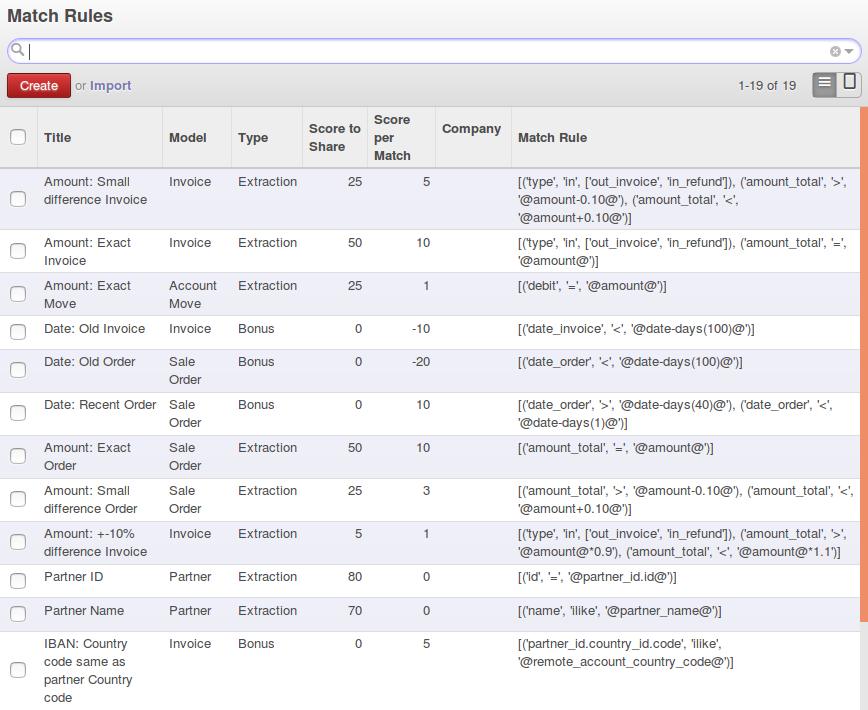 Match Rules
Create or Import
1-19 of 19
Title Model Type Score to Share Score per Match Company Match Rule
Amount: Small difference Invoice Invoice Extraction 25 5 [('type', 'in', ['out_invoice', 'in_refund']), ('amount_total', '>', '@amount-0.10@'), ('amount_total', '<', '@amount+0.10@')]
Amount: Exact Invoice Invoice Extraction 50 10 [('type', 'in', ['out_invoice', 'in_refund']), ('amount_total', '=', '@amount@')]
Amount: Exact Move Account Move Extraction 25 1 [('debit', '=', '@amount@')]
Date: Old Invoice Invoice Bonus 0 -10 [('date_invoice', '<', '@date-days(100)@')]
Date: Old Order Sale Order Bonus 0 -20 [('date_order', '<', '@date-days(100)@')]
Date: Recent Order Sale Order Bonus 0 10 [('date_order', '>', '@date-days(40)@'), ('date_order', '<', '@date-days(1)@')]
Amount: Exact Order Sale Order Extraction 50 10 [('amount_total', '=', '@amount@')]
Amount: Small difference Order Sale Order Extraction 25 3 [('amount_total', '>', '@amount-0.10@'), ('amount_total', '<', '@amount+0.10@')]
Amount: +-10% difference Invoice Invoice Extraction 5 1 [('type', 'in', ['out_invoice', 'in_refund']), ('amount_total', '>', '@amount@*0.9'), ('amount_total', '<', '@amount@*1.1')]
Partner ID Partner Extraction 80 0 [('id', '=', '@partner_id.id@')]
Partner Name Partner Extraction 70 0 [('name', 'ilike', '@partner_name@')]
IBAN: Country code same as partner Country code Invoice Bonus 0 5 [('partner_id.country_id.code', 'ilike', '@remote_account_country_code@')]